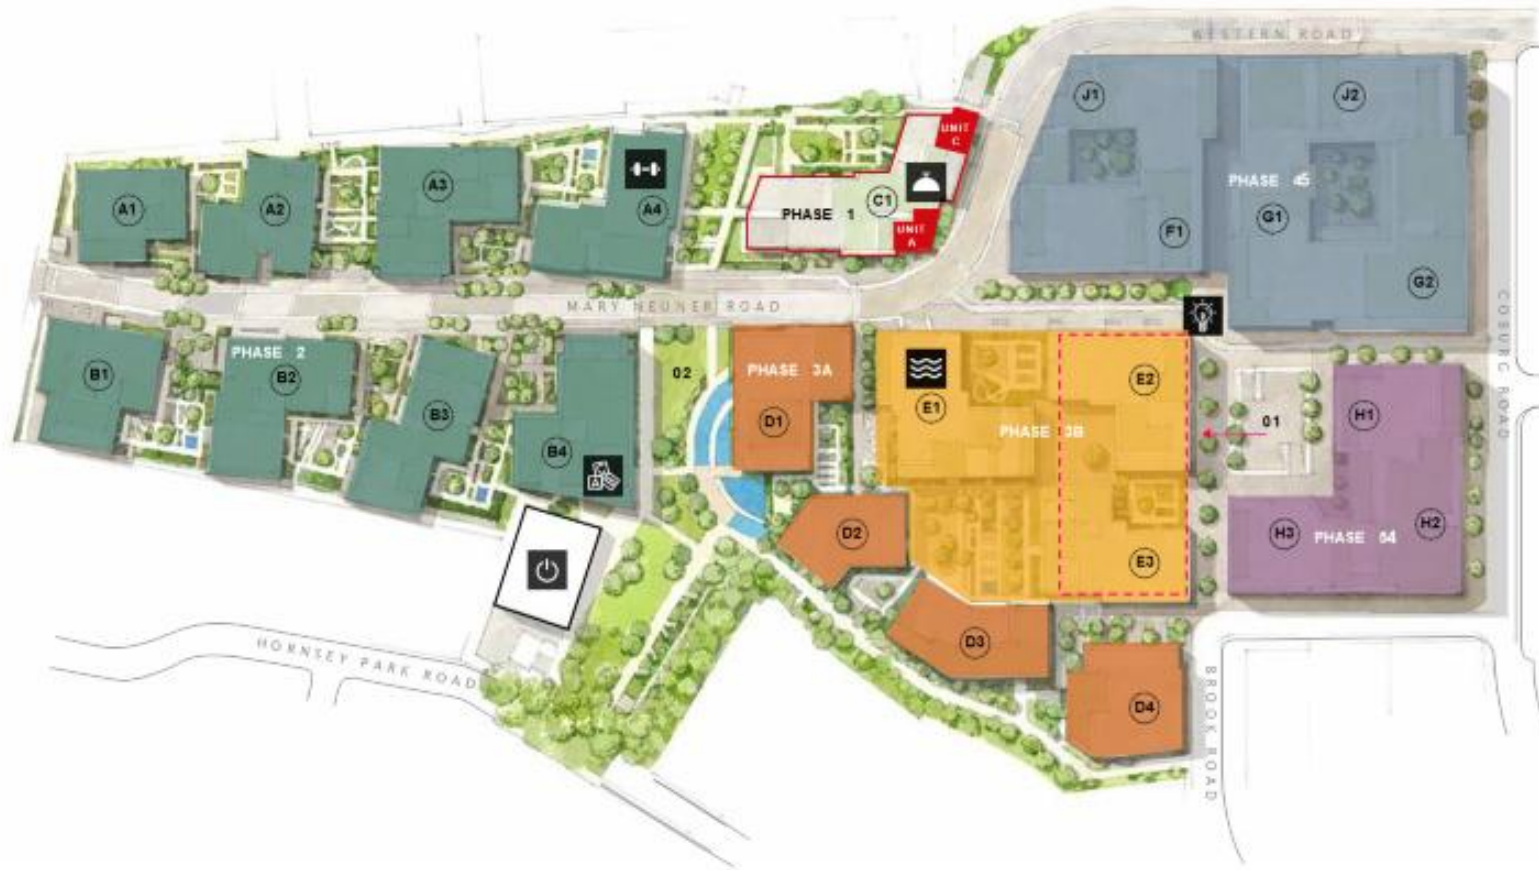 WESTERN ROAD
J1
J2
UNIT
C
A3
PHASE 45
A1
A2
A4
C1
PHASE 1
G1
UNIT
A
F1
G2
MARY NEUNER ROAD
COBURG ROAD
PHASE 2
B1
B2
02
PHASE 3A
E2
E1
H1
B3
D1
PHASE 3B
01
B4
A
D2
H3
PHASE 54
H2
E3
D3
HORNSEY PARK ROAD
D4
BROOK ROAD